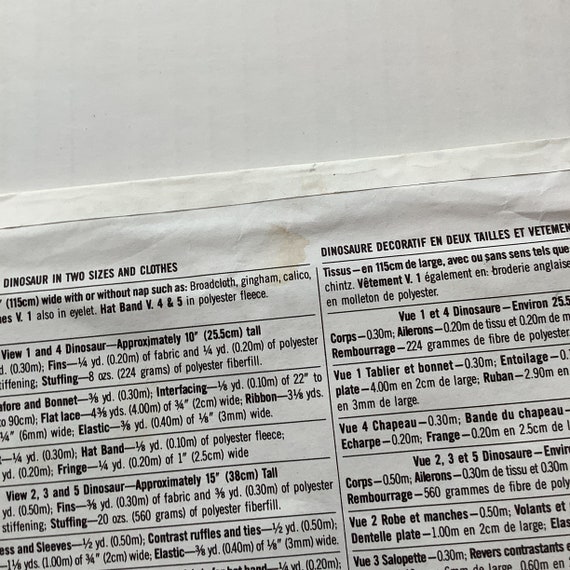 DINOSAUR IN TWO SIZES AND CLOTHES
(115cm) wide with or without nap such as: Broadcloth, gingham, calico,
V. 1 also in eyelet. Hat Band V. 4 & 5 in polyester fleece.
View 1 and 4 Dinosaur—Approximately 10" (25.5cm) tall
(0.30m); Fins—¼ yd. (0.20m) of fabric and ¼ yd. (0.20m) of polyester
stiffening; Stuffing—8 ozs. (224 grams) of polyester fiberfill.
and Bonnet—⅜ yd. (0.30m); Interfacing—⅛ yd. (0.10m) of 22" to
90cm); Flat lace—4⅜ yds. (4.00m) of ¾" (2cm) wide; Ribbon—3⅛ yds.
¼" (6mm) wide; Elastic—⅜ yd. (0.40m) of ⅛" (3mm) wide.
yd. (0.30m); Hat Band—⅛ yd. (0.10m) of polyester fleece;
yd. (0.20m); Fringe—¼ yd. (0.20m) of 1" (2.5cm) wide
View 2, 3 and 5 Dinosaur—Approximately 15" (38cm) Tall
yd. (0.50m); Fins—⅜ yd. (0.30m) of fabric and ⅜ yd. (0.30m) of polyester
stiffening; Stuffing—20 ozs. (560 grams) of polyester fiberfill.
and Sleeves—½ yd. (0.50m); Contrast ruffles and ties—½ yd. (0.50m);
1⅛ yds. (1.00m) of ¾" (2cm) wide; Elastic—⅜ yd. (0.40m) of ⅛" (3mm) wide.
DINOSAURE DECORATIF EN DEUX TAILLES ET VETEMEN
Tissus—en 115cm de large, avec ou sans sens tels que
chintz. Vêtement V. 1 également en: broderie anglaise
en molleton de polyester.
Vue 1 et 4 Dinosaure—Environ 25.5
Corps—0.30m; Ailerons—0.20m de tissu et 0.20m de m
Rembourrage—224 grammes de fibre de polyester
Vue 1 Tablier et bonnet—0.30m; Entoilage—0.
plate—4.00m en 2cm de large; Ruban—2.90m en
en 3mm de large.
Vue 4 Chapeau—0.30m; Bande du chapeau—
Echarpe—0.20m; Frange—0.20m en 2.5cm de l
Vue 2, 3 et 5 Dinosaure—Environ
Corps—0.50m; Ailerons—0.30m de tissu et 0.30m
Rembourrage—560 grammes de fibre de poly
Vue 2 Robe et manches—0.50m; Volants et
Dentelle plate—1.00m en 2cm de large; Elas
Vue 3 Salopette—0.30m; Revers contrastants e